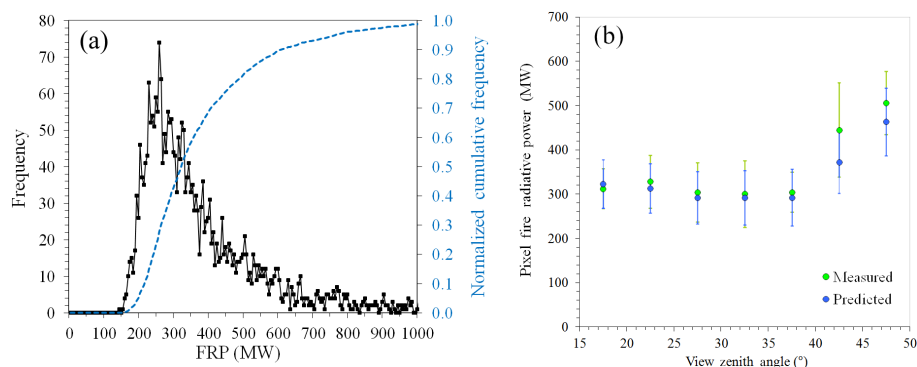 (a)
Frequency
80
70
60
50
40
30
20
10
0
0 100 200 300 400 500 600 700 800 900 1000
FRP (MW)
1.0
0.9
0.8
0.7
0.6
0.5
0.4
0.3
0.2
0.1
0.0
Normalized cumulative frequency
(b)
Pixel fire radiative power (MW)
700
600
500
400
300
200
100
0
15 20 25 30 35 40 45 50
View zenith angle (°)
Measured
Predicted